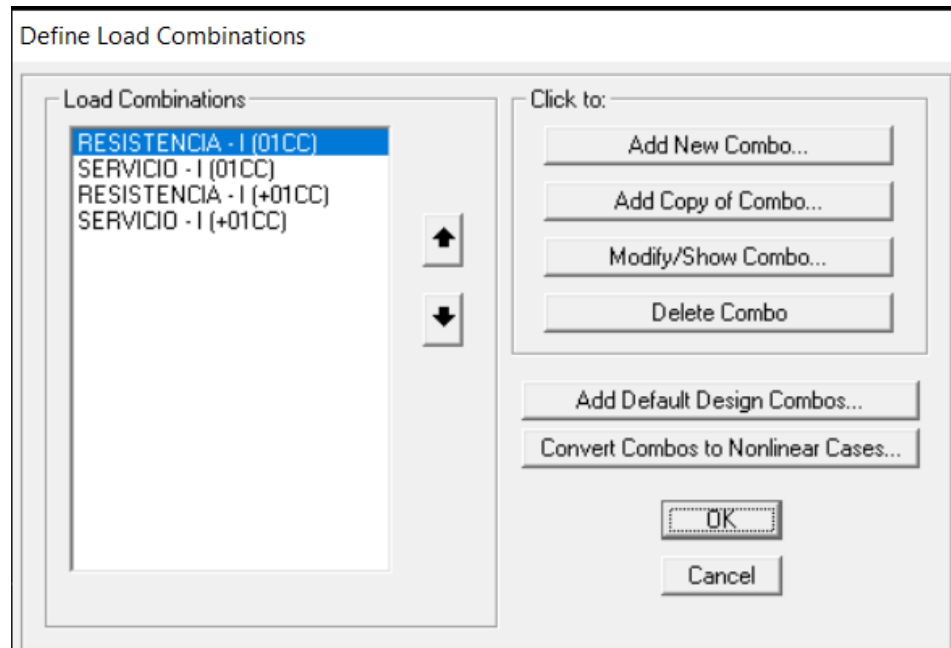 Define Load Combinations
Load Combinations
RESISTENCIA - I (01CC)
SERVICIO - I (01CC)
RESISTENCIA - I (+01CC)
SERVICIO - I (+01CC)
Click to:
Add New Combo...
Add Copy of Combo...
Modify/Show Combo...
Delete Combo
Add Default Design Combos...
Convert Combos to Nonlinear Cases...
OK
Cancel